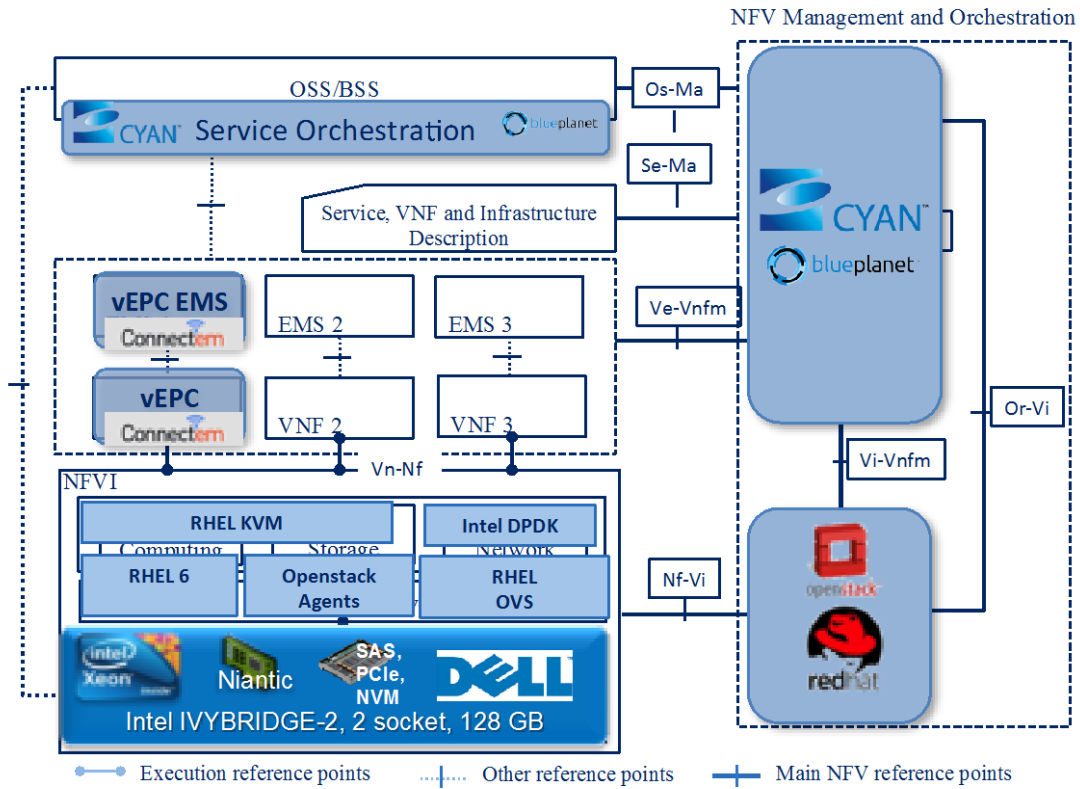 NFV Management and Orchestration
OSS/BSS
CYAN™ Service Orchestration blueplanet
Os-Ma
Se-Ma
Service, VNF and Infrastructure
Description
CYAN™
blueplanet
vEPC EMS
Connectem
EMS 2
EMS 3
Ve-Vnfm
vEPC
Connectem
VNF 2
VNF 3
Or-Vi
Vn-Nf
Vi-Vnfm
NFVI
RHEL KVM
Intel DPDK
Computing
Storage
Network
RHEL 6
Openstack
Agents
RHEL
OVS
Nf-Vi
openstack
redhat
intel
Xeon
inside
Niantic
SAS,
PCIe,
NVM
DELL™
Intel IVYBRIDGE-2, 2 socket, 128 GB
Execution reference points
Other reference points
Main NFV reference points